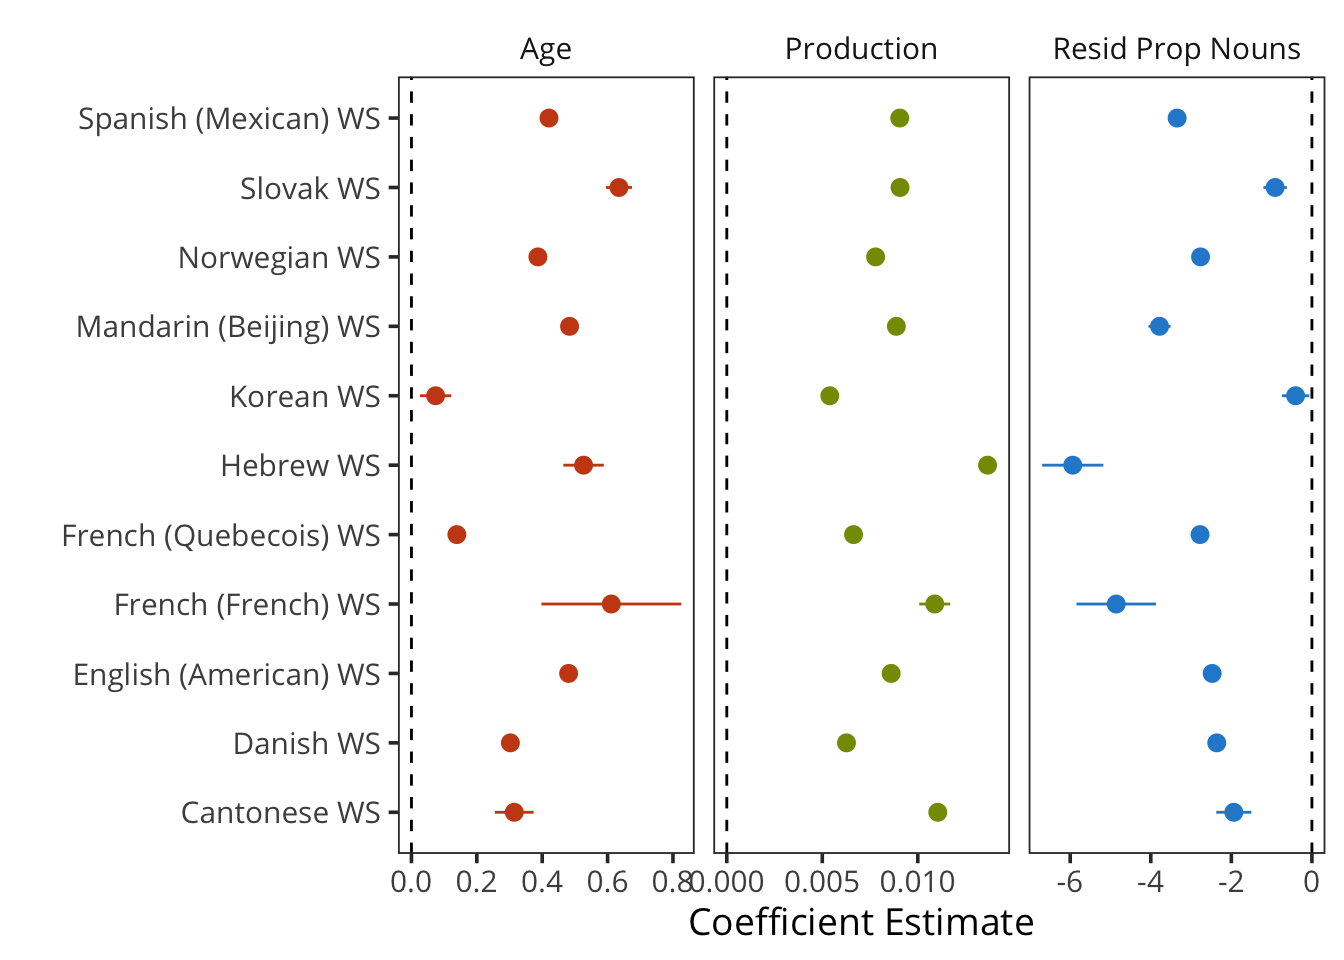 Age Production Resid Prop Nouns
Spanish (Mexican) WS
Slovak WS
Norwegian WS
Mandarin (Beijing) WS
Korean WS
Hebrew WS
French (Quebecois) WS
French (French) WS
English (American) WS
Danish WS
Cantonese WS
0.0 0.2 0.4 0.6 0.8 0.000 0.005 0.010 -6 -4 -2 0
Coefficient Estimate